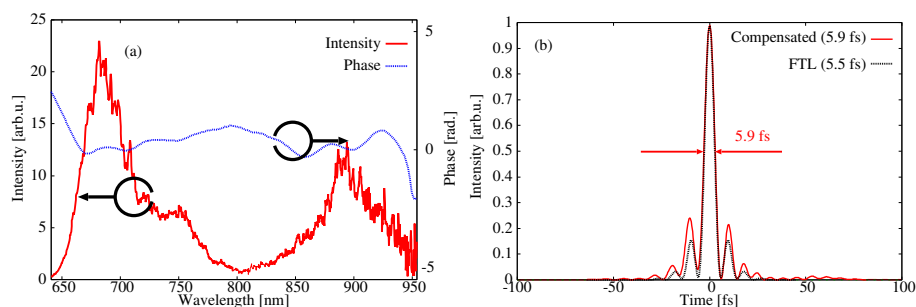 (a)
Intensity
Phase
Intensity [arb.u.]
25
20
15
10
5
0
640
700
750
800
850
900
950
Wavelength [nm]
5
0
-5
Phase [rad.]
(b)
Compensated (5.9 fs)
FTL (5.5 fs)
5.9 fs
Intensity [arb.u.]
1
0.9
0.8
0.7
0.6
0.5
0.4
0.3
0.2
0.1
0
-100
-50
0
50
100
Time [fs]